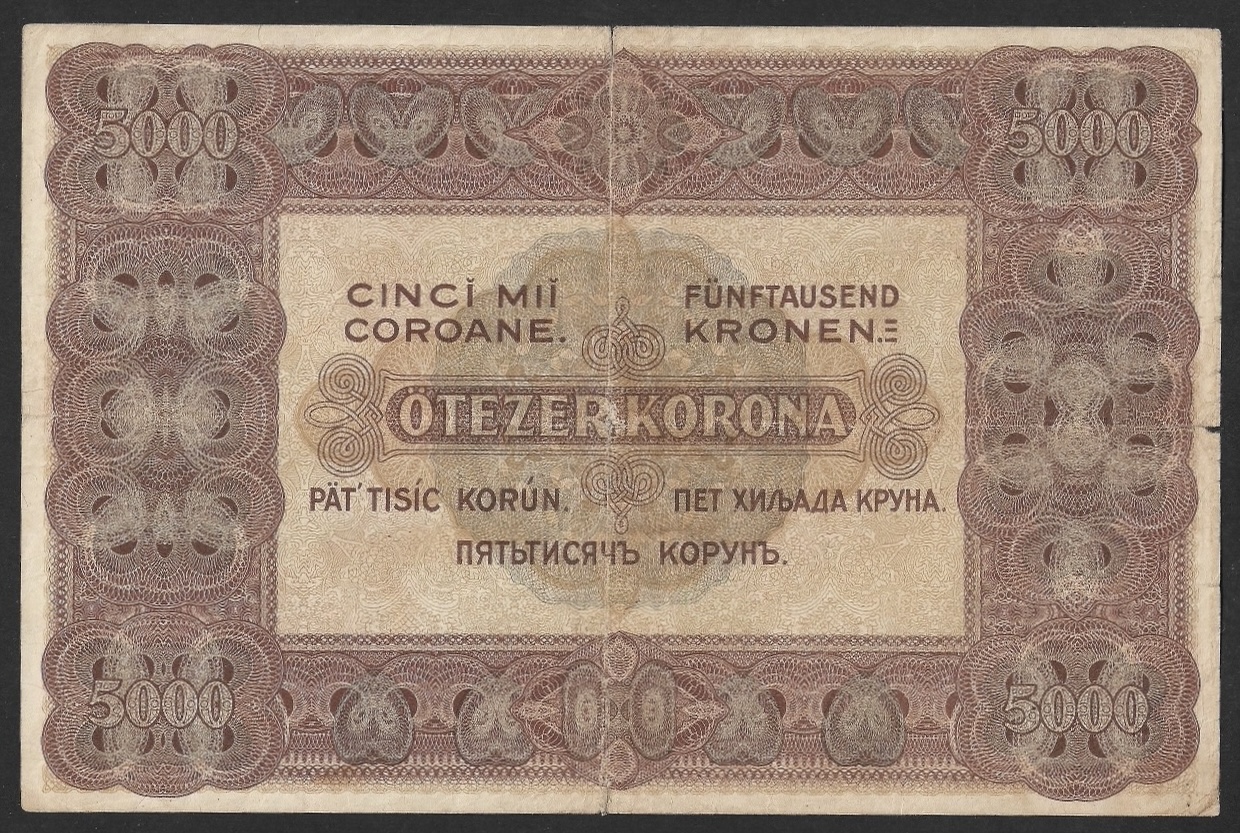 5000
5000
CINCĬ MIĬ
COROANE.
FÜNFTAUSEND
KRONEN.
ÖTEZER KORONA
PÄŤ TISÍC KORÚN.
ПЕТ ХИЉАДА КРУНА.
ПЯТЬТИСЯЧЪ КОРУНЪ.
5000
5000